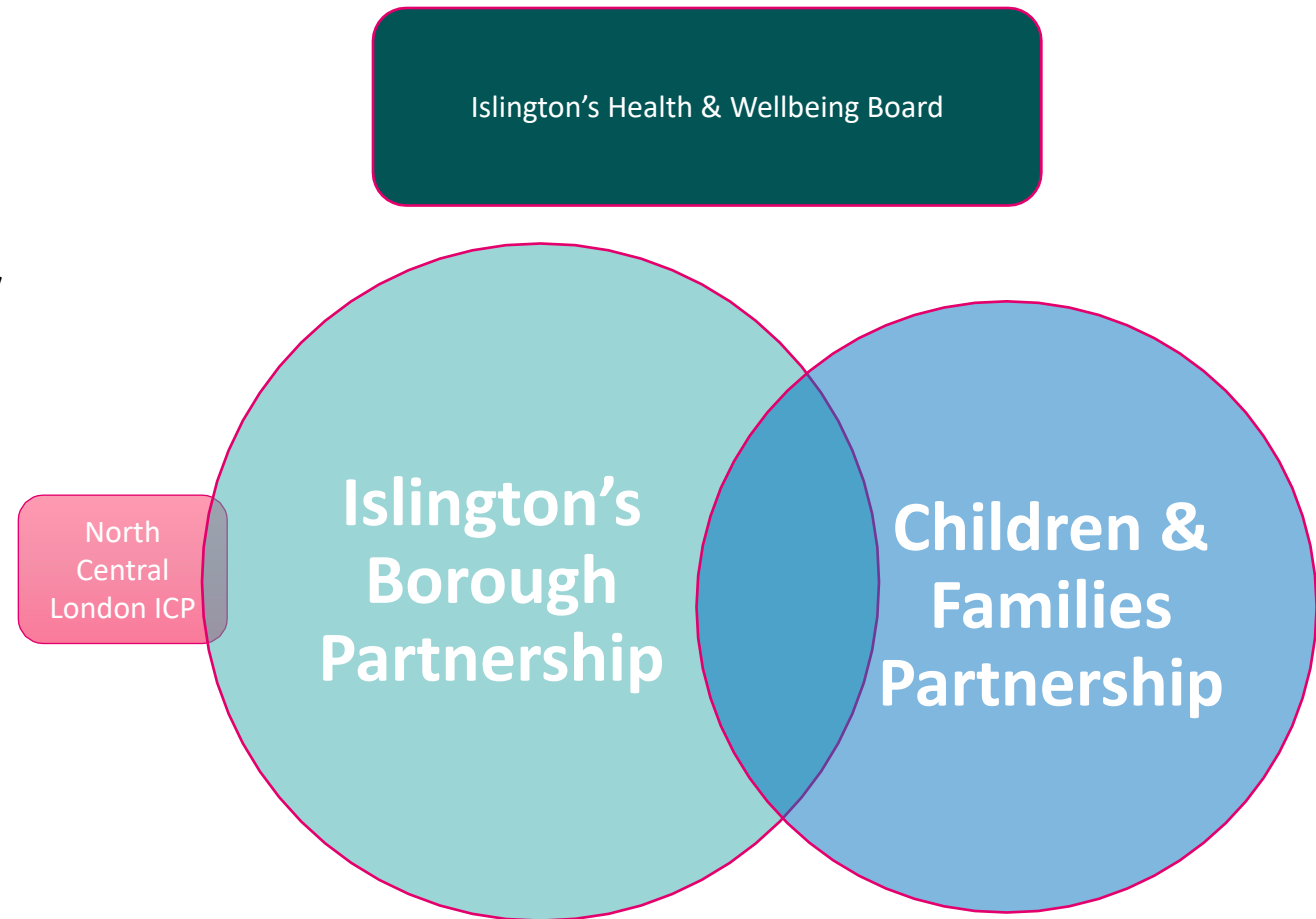 Islington’s Health & Wellbeing Board
North
Central
London ICP
Islington’s
Borough
Partnership
Children &
Families
Partnership